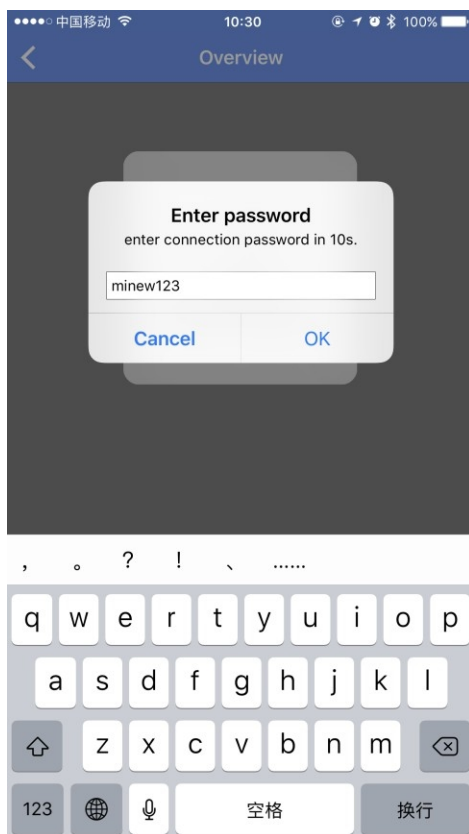 中国移动 10:30 100%
Overview
Enter password
enter connection password in 10s.
minew123
Cancel OK
， 。 ? ! 、 ……
q w e r t y u i o p
a s d f g h j k l
z x c v b n m
123 空格 换行